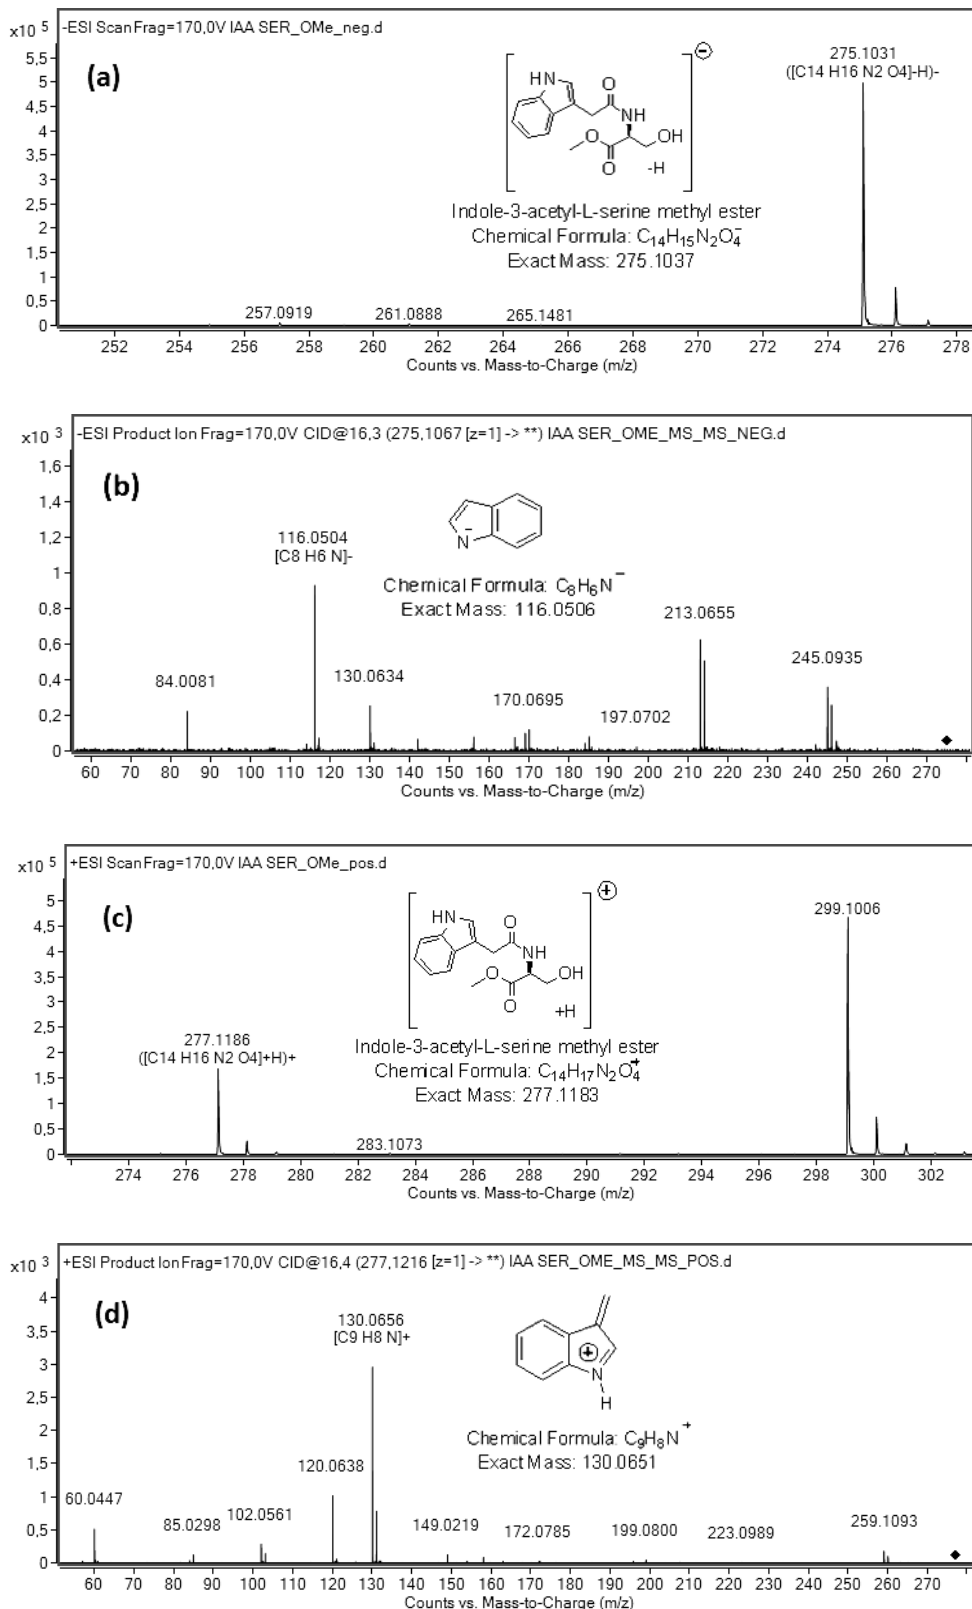 x10 5
-ESI Scan Frag=170,0V IAA SER_OMe_neg.d
(a)
5,5
5
4,5
4
3,5
3
2,5
2
1,5
1
0,5
0
HN
O
NH
O
OH
O
-H
275.1031
([C14 H16 N2 O4]-H)-
Indole-3-acetyl-L-serine methyl ester
Chemical Formula: C14H15N2O4-
Exact Mass: 275.1037
257.0919 261.0888 265.1481
252 254 256 258 260 262 264 266 268 270 272 274 276 278
Counts vs. Mass-to-Charge (m/z)
x10 3
-ESI Product Ion Frag=170,0V CID@16,3 (275,1067 [z=1] -> **) IAA SER_OME_MS_MS_NEG.d
(b)
1,6
1,4
1,2
1
0,8
0,6
0,4
0,2
0
116.0504
[C8 H6 N]-
N
-
Chemical Formula: C8H6N-
Exact Mass: 116.0506
84.0081 130.0634 170.0695 197.0702 213.0655 245.0935
60 70 80 90 100 110 120 130 140 150 160 170 180 190 200 210 220 230 240 250 260 270
Counts vs. Mass-to-Charge (m/z)
x10 5
+ESI Scan Frag=170,0V IAA SER_OMe_pos.d
(c)
5
4,5
4
3,5
3
2,5
2
1,5
1
0,5
0
HN
O
NH
O
OH
O
+H
299.1006
277.1186
([C14 H16 N2 O4]+H)+
Indole-3-acetyl-L-serine methyl ester
Chemical Formula: C14H17N2O4+
Exact Mass: 277.1183
283.1073
274 276 278 280 282 284 286 288 290 292 294 296 298 300 302
Counts vs. Mass-to-Charge (m/z)
x10 3
+ESI Product Ion Frag=170,0V CID@16,4 (277,1216 [z=1] -> **) IAA SER_OME_MS_MS_POS.d
(d)
4
3,5
3
2,5
2
1,5
1
0,5
0
130.0656
[C9 H8 N]+
N
H
Chemical Formula: C9H8N+
Exact Mass: 130.0651
60.0447 85.0298 102.0561 120.0638 149.0219 172.0785 199.0800 223.0989 259.1093
60 70 80 90 100 110 120 130 140 150 160 170 180 190 200 210 220 230 240 250 260 270
Counts vs. Mass-to-Charge (m/z)